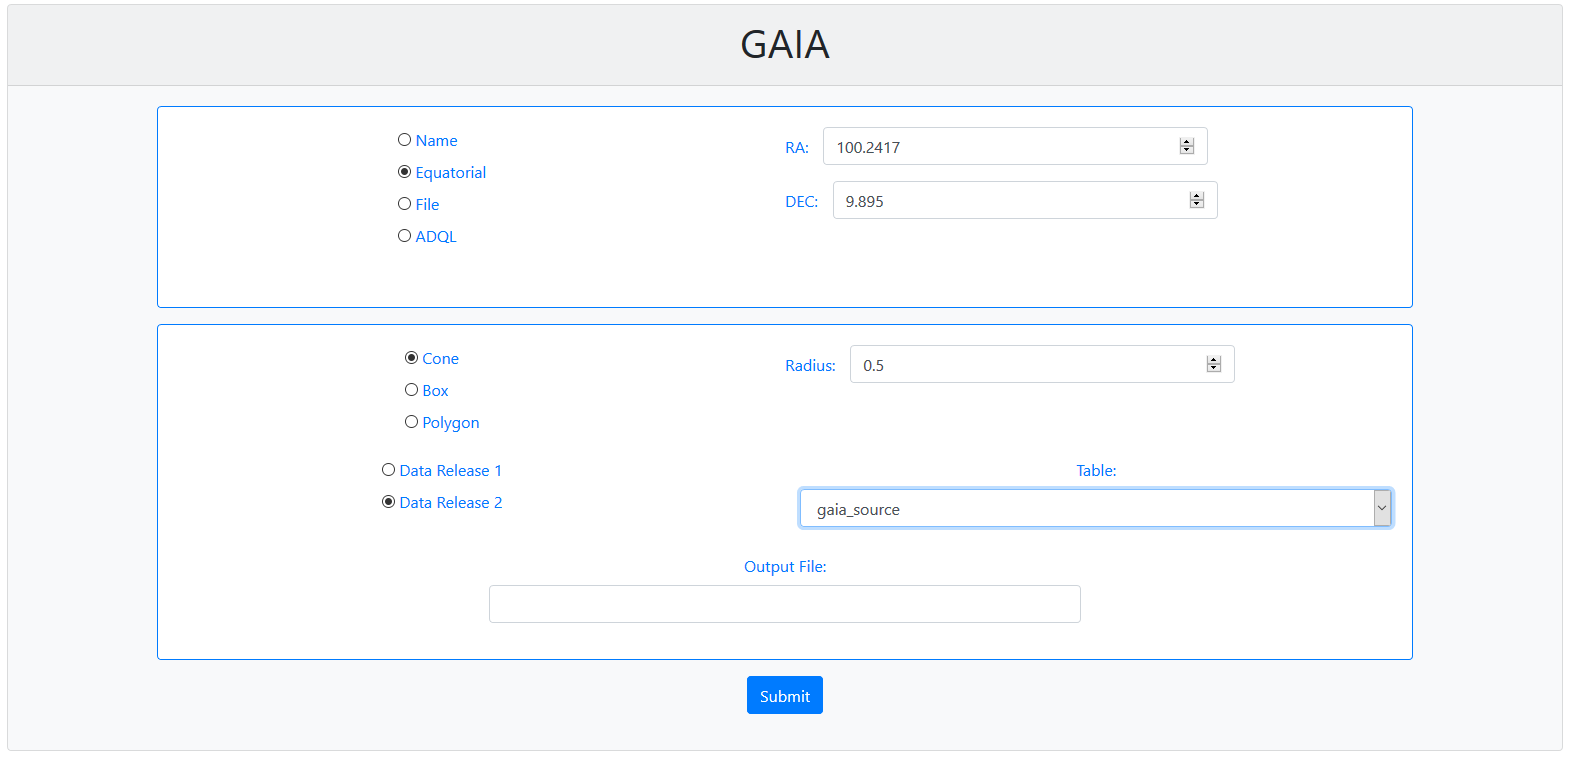 GAIA
Name
Equatorial
File
ADQL
RA: 100.2417
DEC: 9.895
Cone
Box
Polygon
Radius: 0.5
Data Release 1
Data Release 2
Table:
gaia_source
Output File:
Submit